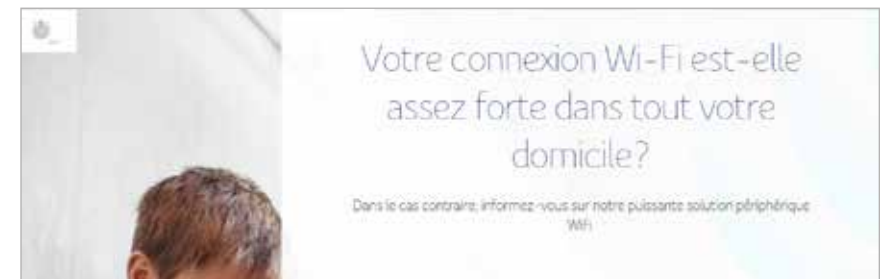 Votre connexion Wi-Fi est-elle
assez forte dans tout votre
domicile?
Dans le cas contraire, informez-vous sur notre puissante solution périphérique
WiFi